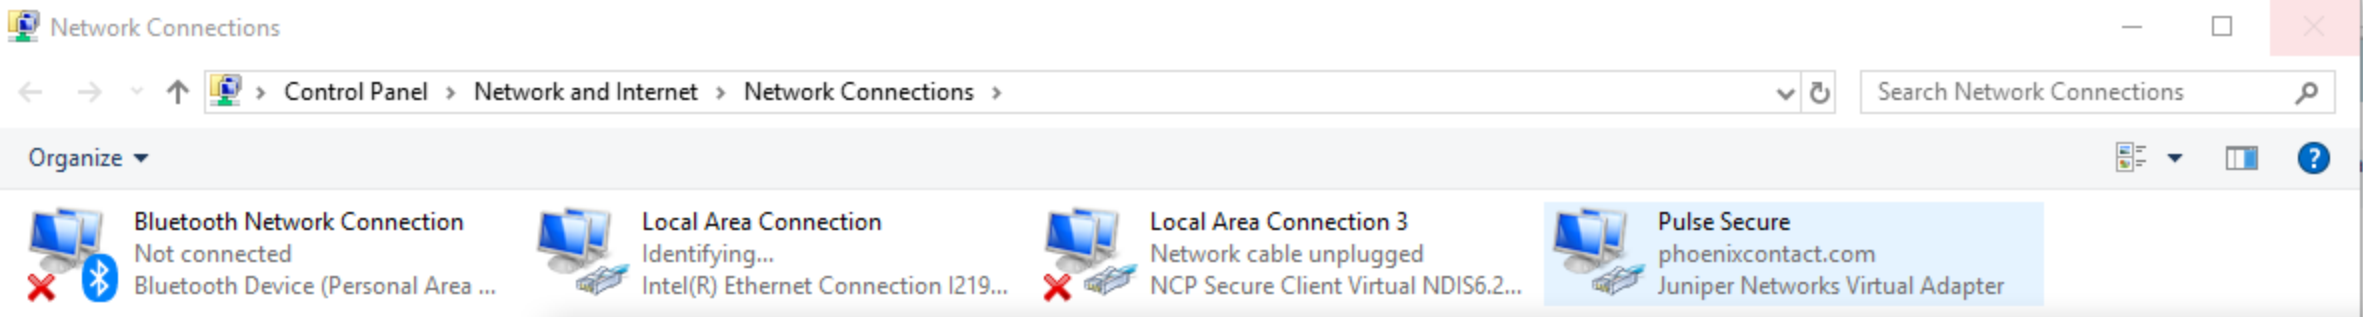 Network Connections
Control Panel > Network and Internet > Network Connections >
Search Network Connections
Organize
Bluetooth Network Connection
Not connected
Bluetooth Device (Personal Area ...
Local Area Connection
Identifying...
Intel(R) Ethernet Connection I219...
Local Area Connection 3
Network cable unplugged
NCP Secure Client Virtual NDIS6.2...
Pulse Secure
phoenixcontact.com
Juniper Networks Virtual Adapter